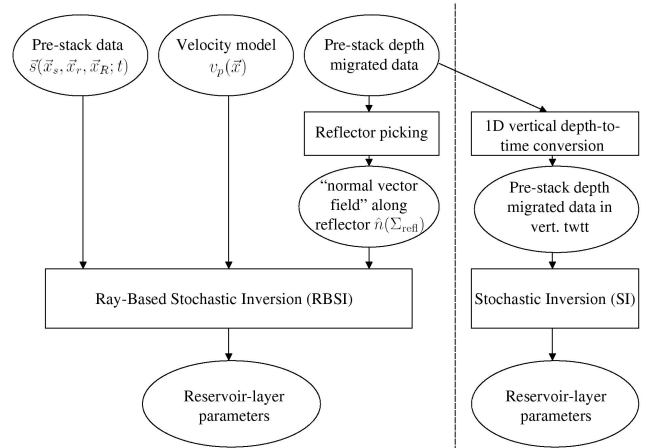 Pre-stack data
$\vec{s}(\vec{x}_s, \vec{x}_r, \vec{x}_R; t)$
Velocity model
$v_p(\vec{x})$
Pre-stack depth
migrated data
Reflector picking
1D vertical depth-to-
time conversion
“normal vector
field” along
reflector $\hat{n}(\Sigma_{\mathrm{refl}})$
Pre-stack depth
migrated data in
vert. twtt
Ray-Based Stochastic Inversion (RBSI)
Stochastic Inversion (SI)
Reservoir-layer
parameters
Reservoir-layer
parameters